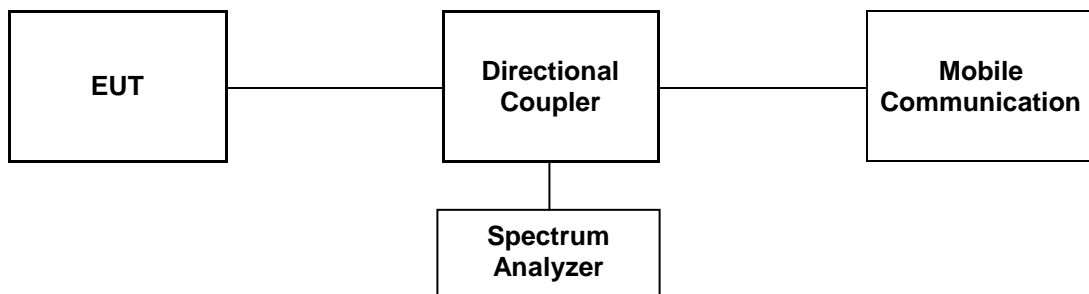 EUT
Directional
Coupler
Mobile
Communication
Spectrum
Analyzer